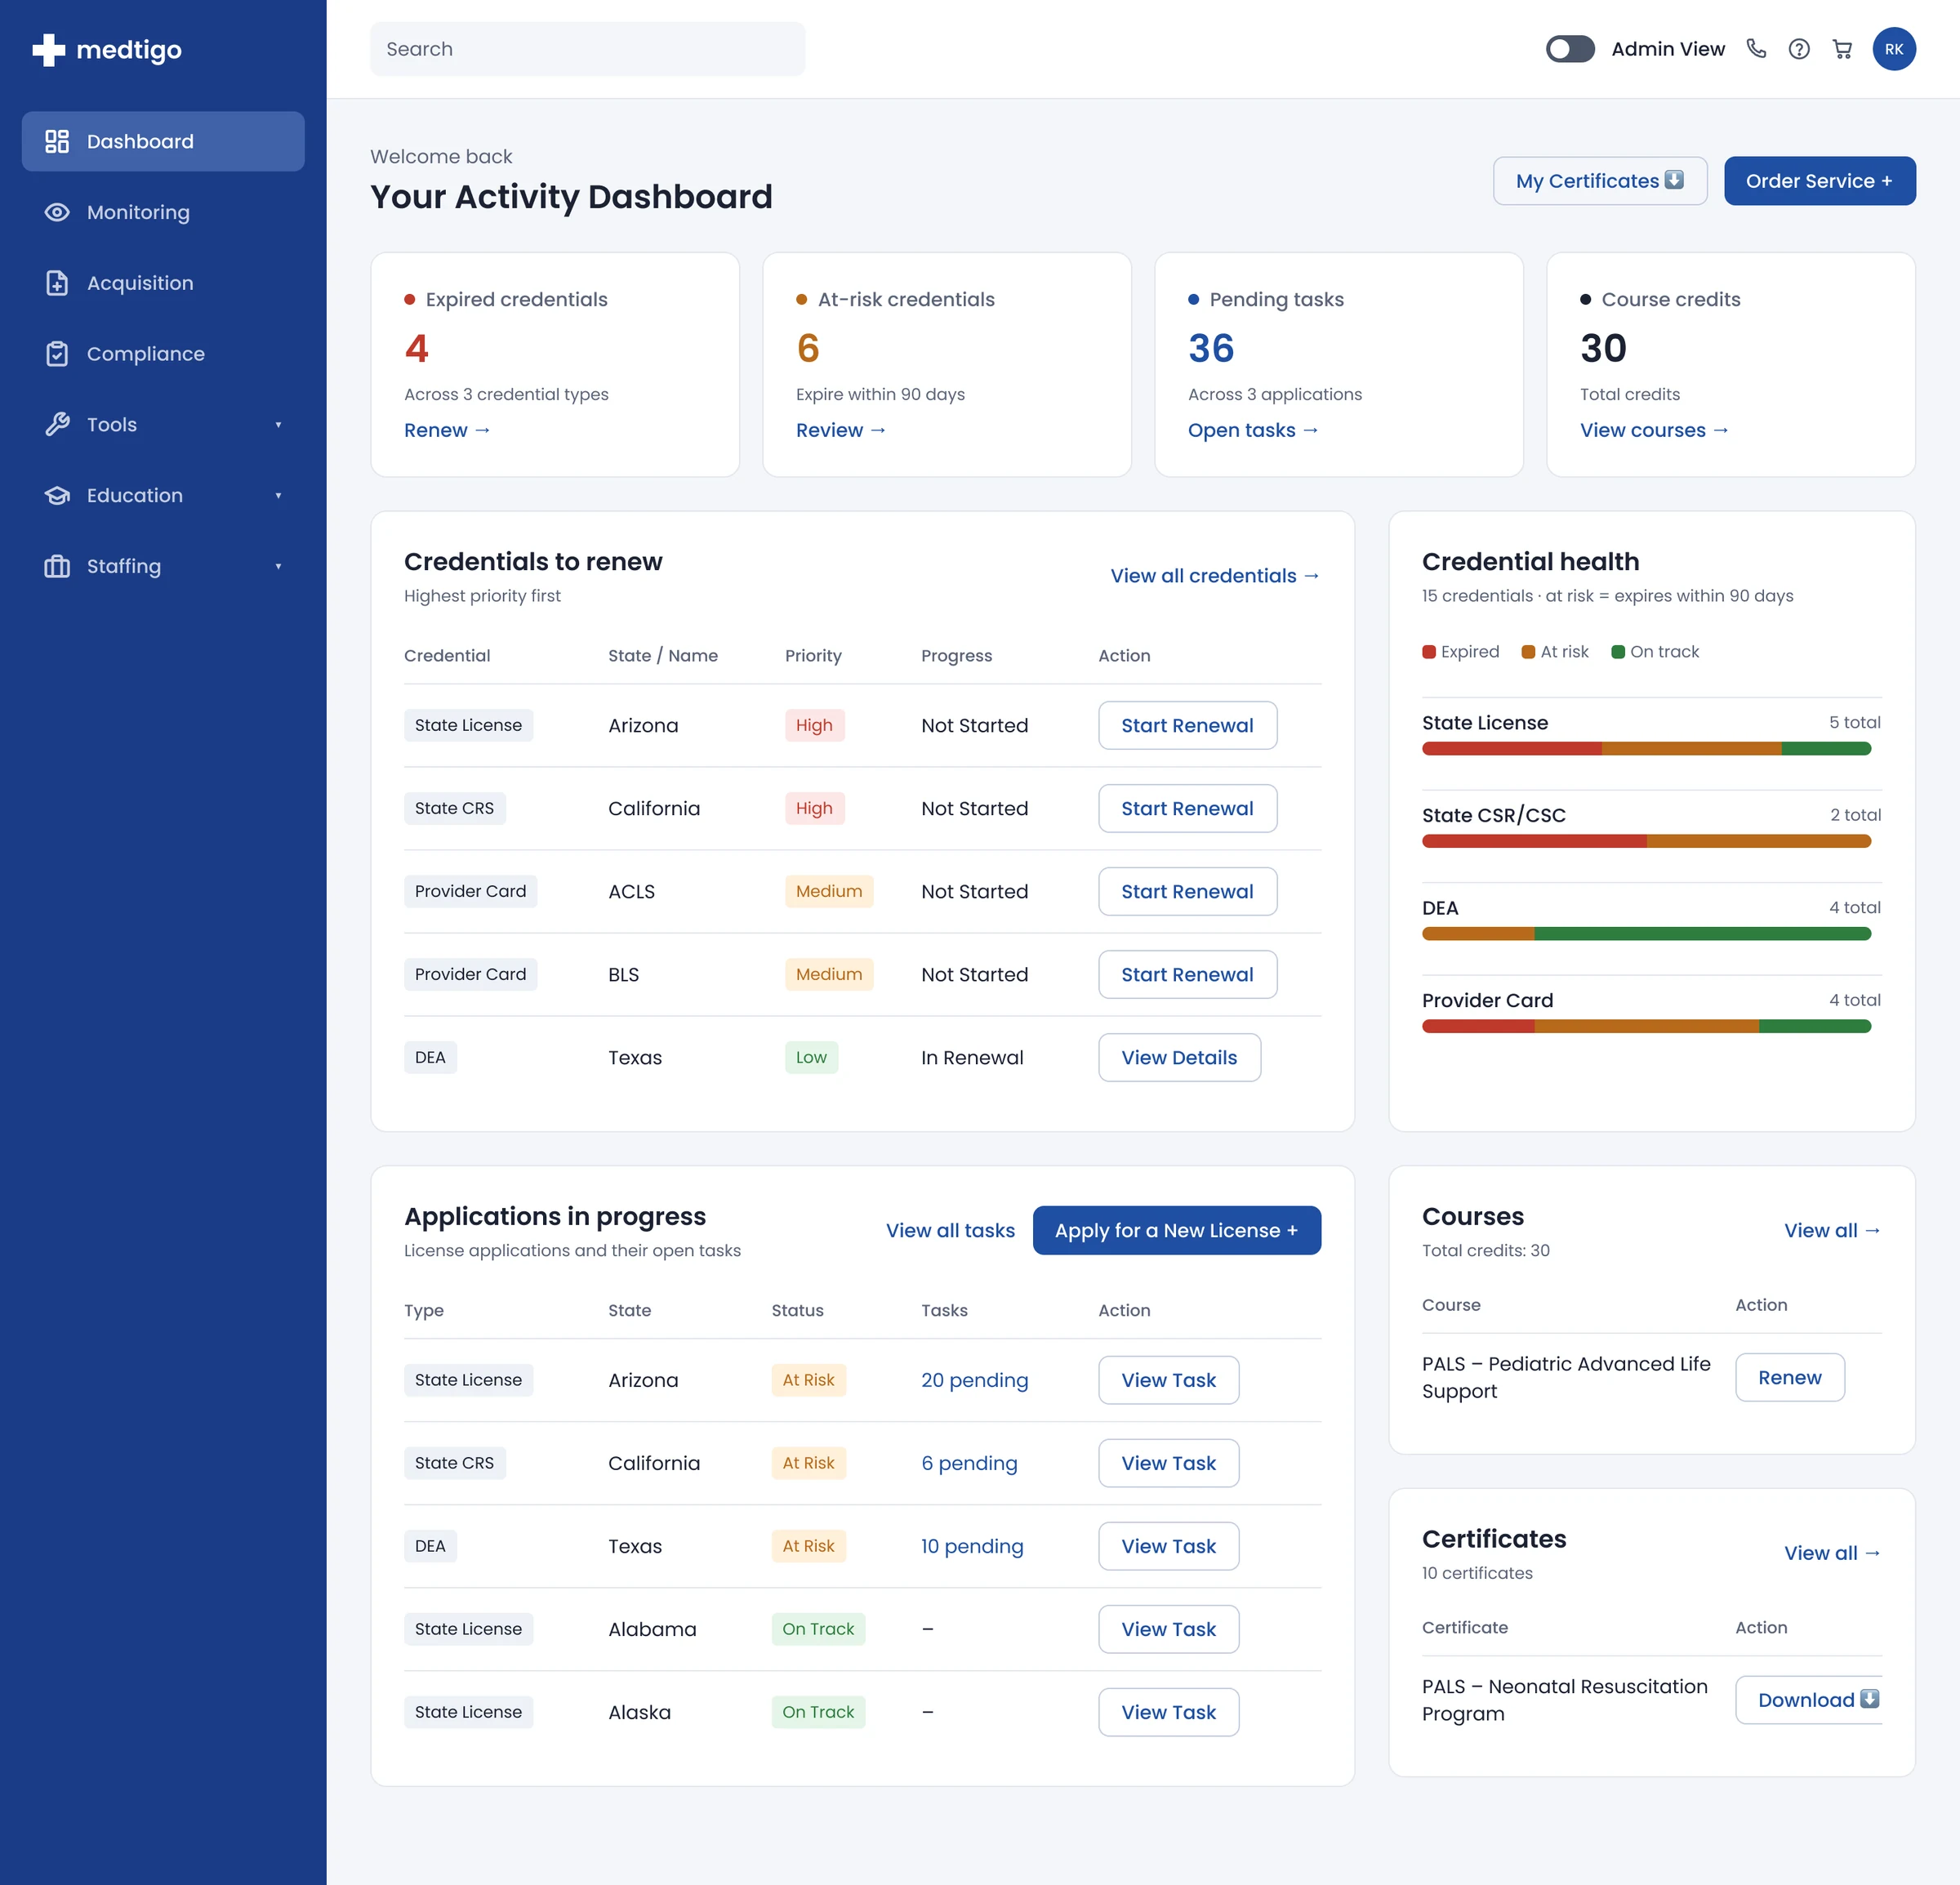 medtigo
Dashboard
Monitoring
Acquisition
Compliance
Tools
Education
Staffing
Search
Admin View
RK
Welcome back
Your Activity Dashboard
My Certificates ⬇️
Order Service +
Expired credentials
4
Across 3 credential types
Renew →
At-risk credentials
6
Expire within 90 days
Review →
Pending tasks
36
Across 3 applications
Open tasks →
Course credits
30
Total credits
View courses →
Credentials to renew
Highest priority first
View all credentials →
Credential State / Name Priority Progress Action
State License Arizona High Not Started Start Renewal
State CRS California High Not Started Start Renewal
Provider Card ACLS Medium Not Started Start Renewal
Provider Card BLS Medium Not Started Start Renewal
DEA Texas Low In Renewal View Details
Credential health
15 credentials · at risk = expires within 90 days
Expired At risk On track
State License 5 total
State CSR/CSC 2 total
DEA 4 total
Provider Card 4 total
Applications in progress
License applications and their open tasks
View all tasks
Apply for a New License +
Type State Status Tasks Action
State License Arizona At Risk 20 pending View Task
State CRS California At Risk 6 pending View Task
DEA Texas At Risk 10 pending View Task
State License Alabama On Track – View Task
State License Alaska On Track – View Task
Courses
Total credits: 30
View all →
Course Action
PALS – Pediatric Advanced Life
Support
Renew
Certificates
10 certificates
View all →
Certificate Action
PALS – Neonatal Resuscitation
Program
Download ⬇️